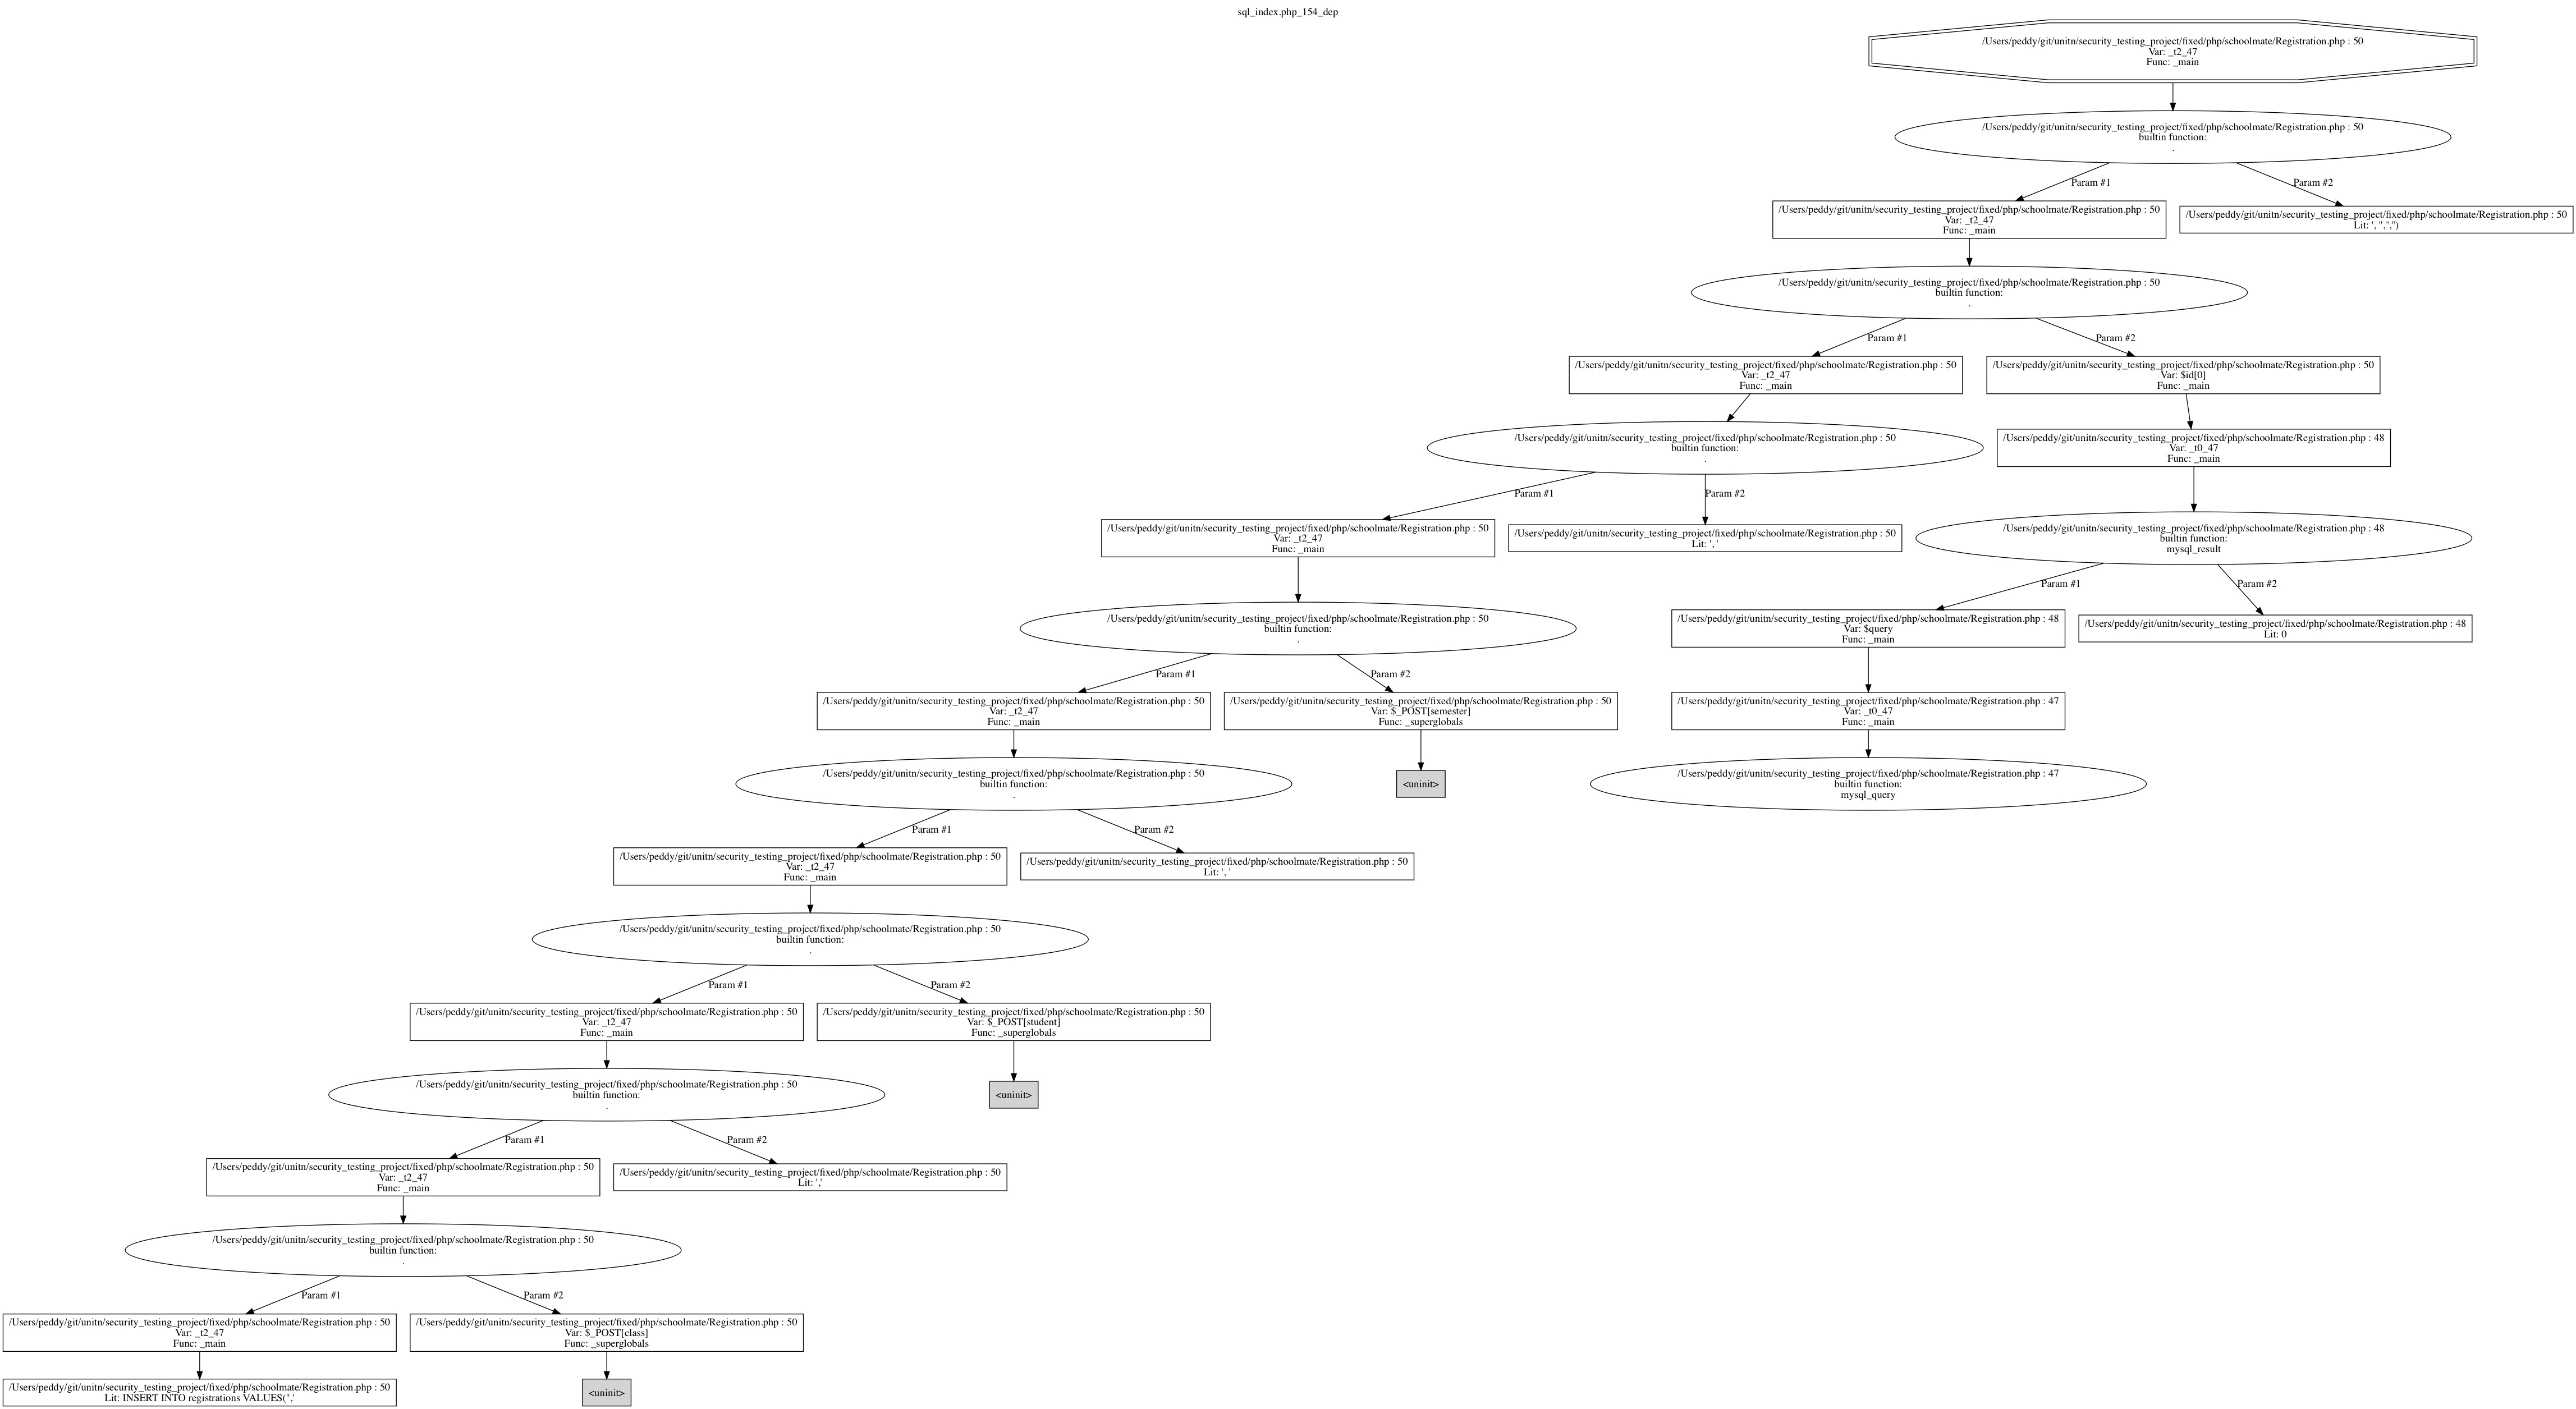 sql_index.php_154_dep
/Users/peddy/git/unitn/security_testing_project/fixed/php/schoolmate/Registration.php : 50
Var: _t2_47
Func: _main
/Users/peddy/git/unitn/security_testing_project/fixed/php/schoolmate/Registration.php : 50
builtin function:
.
Param #1
Param #2
/Users/peddy/git/unitn/security_testing_project/fixed/php/schoolmate/Registration.php : 50
Var: _t2_47
Func: _main
/Users/peddy/git/unitn/security_testing_project/fixed/php/schoolmate/Registration.php : 50
Lit: ', '','','')
/Users/peddy/git/unitn/security_testing_project/fixed/php/schoolmate/Registration.php : 50
builtin function:
.
Param #1
Param #2
/Users/peddy/git/unitn/security_testing_project/fixed/php/schoolmate/Registration.php : 50
Var: _t2_47
Func: _main
/Users/peddy/git/unitn/security_testing_project/fixed/php/schoolmate/Registration.php : 50
Var: $id[0]
Func: _main
/Users/peddy/git/unitn/security_testing_project/fixed/php/schoolmate/Registration.php : 50
builtin function:
.
/Users/peddy/git/unitn/security_testing_project/fixed/php/schoolmate/Registration.php : 48
Var: _t0_47
Func: _main
Param #1
Param #2
/Users/peddy/git/unitn/security_testing_project/fixed/php/schoolmate/Registration.php : 50
Var: _t2_47
Func: _main
/Users/peddy/git/unitn/security_testing_project/fixed/php/schoolmate/Registration.php : 50
Lit: ', '
/Users/peddy/git/unitn/security_testing_project/fixed/php/schoolmate/Registration.php : 48
builtin function:
mysql_result
Param #1
Param #2
/Users/peddy/git/unitn/security_testing_project/fixed/php/schoolmate/Registration.php : 50
builtin function:
.
/Users/peddy/git/unitn/security_testing_project/fixed/php/schoolmate/Registration.php : 48
Var: $query
Func: _main
/Users/peddy/git/unitn/security_testing_project/fixed/php/schoolmate/Registration.php : 48
Lit: 0
Param #1
Param #2
/Users/peddy/git/unitn/security_testing_project/fixed/php/schoolmate/Registration.php : 50
Var: _t2_47
Func: _main
/Users/peddy/git/unitn/security_testing_project/fixed/php/schoolmate/Registration.php : 50
Var: $_POST[semester]
Func: _superglobals
/Users/peddy/git/unitn/security_testing_project/fixed/php/schoolmate/Registration.php : 47
Var: _t0_47
Func: _main
/Users/peddy/git/unitn/security_testing_project/fixed/php/schoolmate/Registration.php : 50
builtin function:
.
<uninit>
/Users/peddy/git/unitn/security_testing_project/fixed/php/schoolmate/Registration.php : 47
builtin function:
mysql_query
Param #1
Param #2
/Users/peddy/git/unitn/security_testing_project/fixed/php/schoolmate/Registration.php : 50
Var: _t2_47
Func: _main
/Users/peddy/git/unitn/security_testing_project/fixed/php/schoolmate/Registration.php : 50
Lit: ', '
/Users/peddy/git/unitn/security_testing_project/fixed/php/schoolmate/Registration.php : 50
builtin function:
.
Param #1
Param #2
/Users/peddy/git/unitn/security_testing_project/fixed/php/schoolmate/Registration.php : 50
Var: _t2_47
Func: _main
/Users/peddy/git/unitn/security_testing_project/fixed/php/schoolmate/Registration.php : 50
Var: $_POST[student]
Func: _superglobals
/Users/peddy/git/unitn/security_testing_project/fixed/php/schoolmate/Registration.php : 50
builtin function:
.
<uninit>
Param #1
Param #2
/Users/peddy/git/unitn/security_testing_project/fixed/php/schoolmate/Registration.php : 50
Var: _t2_47
Func: _main
/Users/peddy/git/unitn/security_testing_project/fixed/php/schoolmate/Registration.php : 50
Lit: ','
/Users/peddy/git/unitn/security_testing_project/fixed/php/schoolmate/Registration.php : 50
builtin function:
.
Param #1
Param #2
/Users/peddy/git/unitn/security_testing_project/fixed/php/schoolmate/Registration.php : 50
Var: _t2_47
Func: _main
/Users/peddy/git/unitn/security_testing_project/fixed/php/schoolmate/Registration.php : 50
Var: $_POST[class]
Func: _superglobals
/Users/peddy/git/unitn/security_testing_project/fixed/php/schoolmate/Registration.php : 50
Lit: INSERT INTO registrations VALUES('','
<uninit>